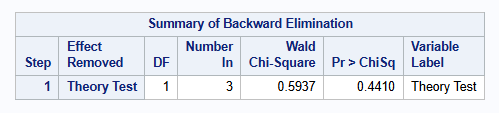 Summary of Backward Elimination
Step Effect Removed DF Number In Wald Chi-Square Pr > ChiSq Variable Label
1 Theory Test 1 3 0.5937 0.4410 Theory Test